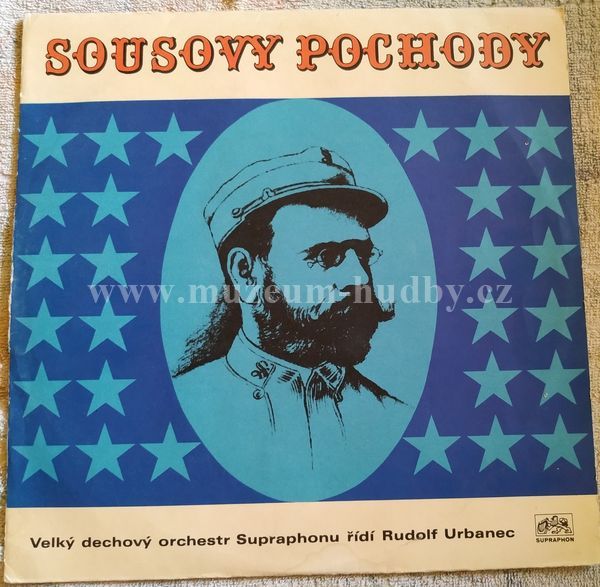 SOUSOVY POCHODY
www.muzeum-hudby.cz
Velký dechový orchestr Supraphonu řídí Rudolf Urbanec
SUPRAPHON